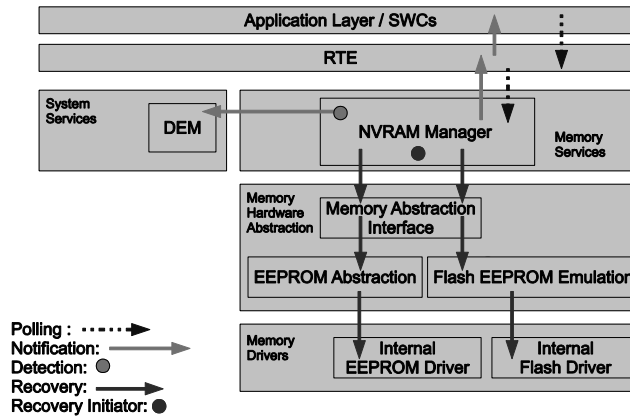 Application Layer / SWCs
RTE
System
Services
DEM
NVRAM Manager
Memory
Services
Memory
Hardware
Abstraction
Memory Abstraction
Interface
EEPROM Abstraction
Flash EEPROM Emulation
Memory
Drivers
Internal
EEPROM Driver
Internal
Flash Driver
Polling :
Notification:
Detection:
Recovery:
Recovery Initiator: